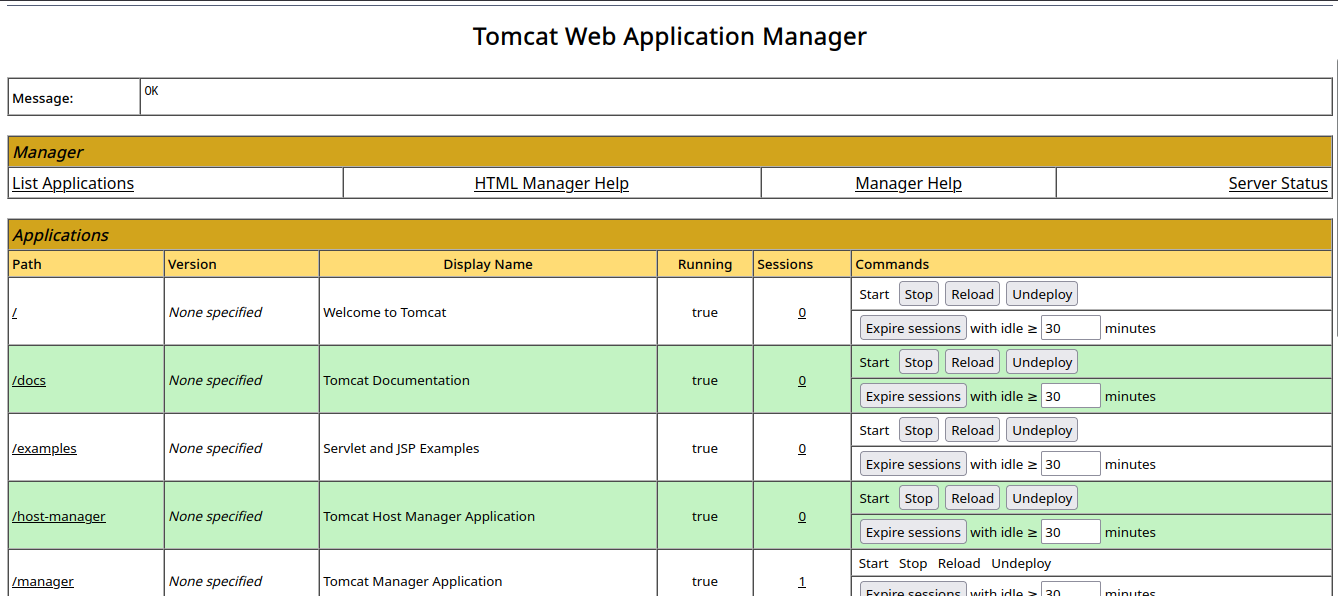 Tomcat Web Application Manager
Message: OK
Manager
List Applications HTML Manager Help Manager Help Server Status
Applications
Path Version Display Name Running Sessions Commands
Start Stop Reload Undeploy
/ None specified Welcome to Tomcat true 0
Expire sessions with idle ≥ 30 minutes
Start Stop Reload Undeploy
/docs None specified Tomcat Documentation true 0
Expire sessions with idle ≥ 30 minutes
Start Stop Reload Undeploy
/examples None specified Servlet and JSP Examples true 0
Expire sessions with idle ≥ 30 minutes
Start Stop Reload Undeploy
/host-manager None specified Tomcat Host Manager Application true 0
Expire sessions with idle ≥ 30 minutes
Start Stop Reload Undeploy
/manager None specified Tomcat Manager Application true 1
Expire sessions with idle ≥ 30 minutes